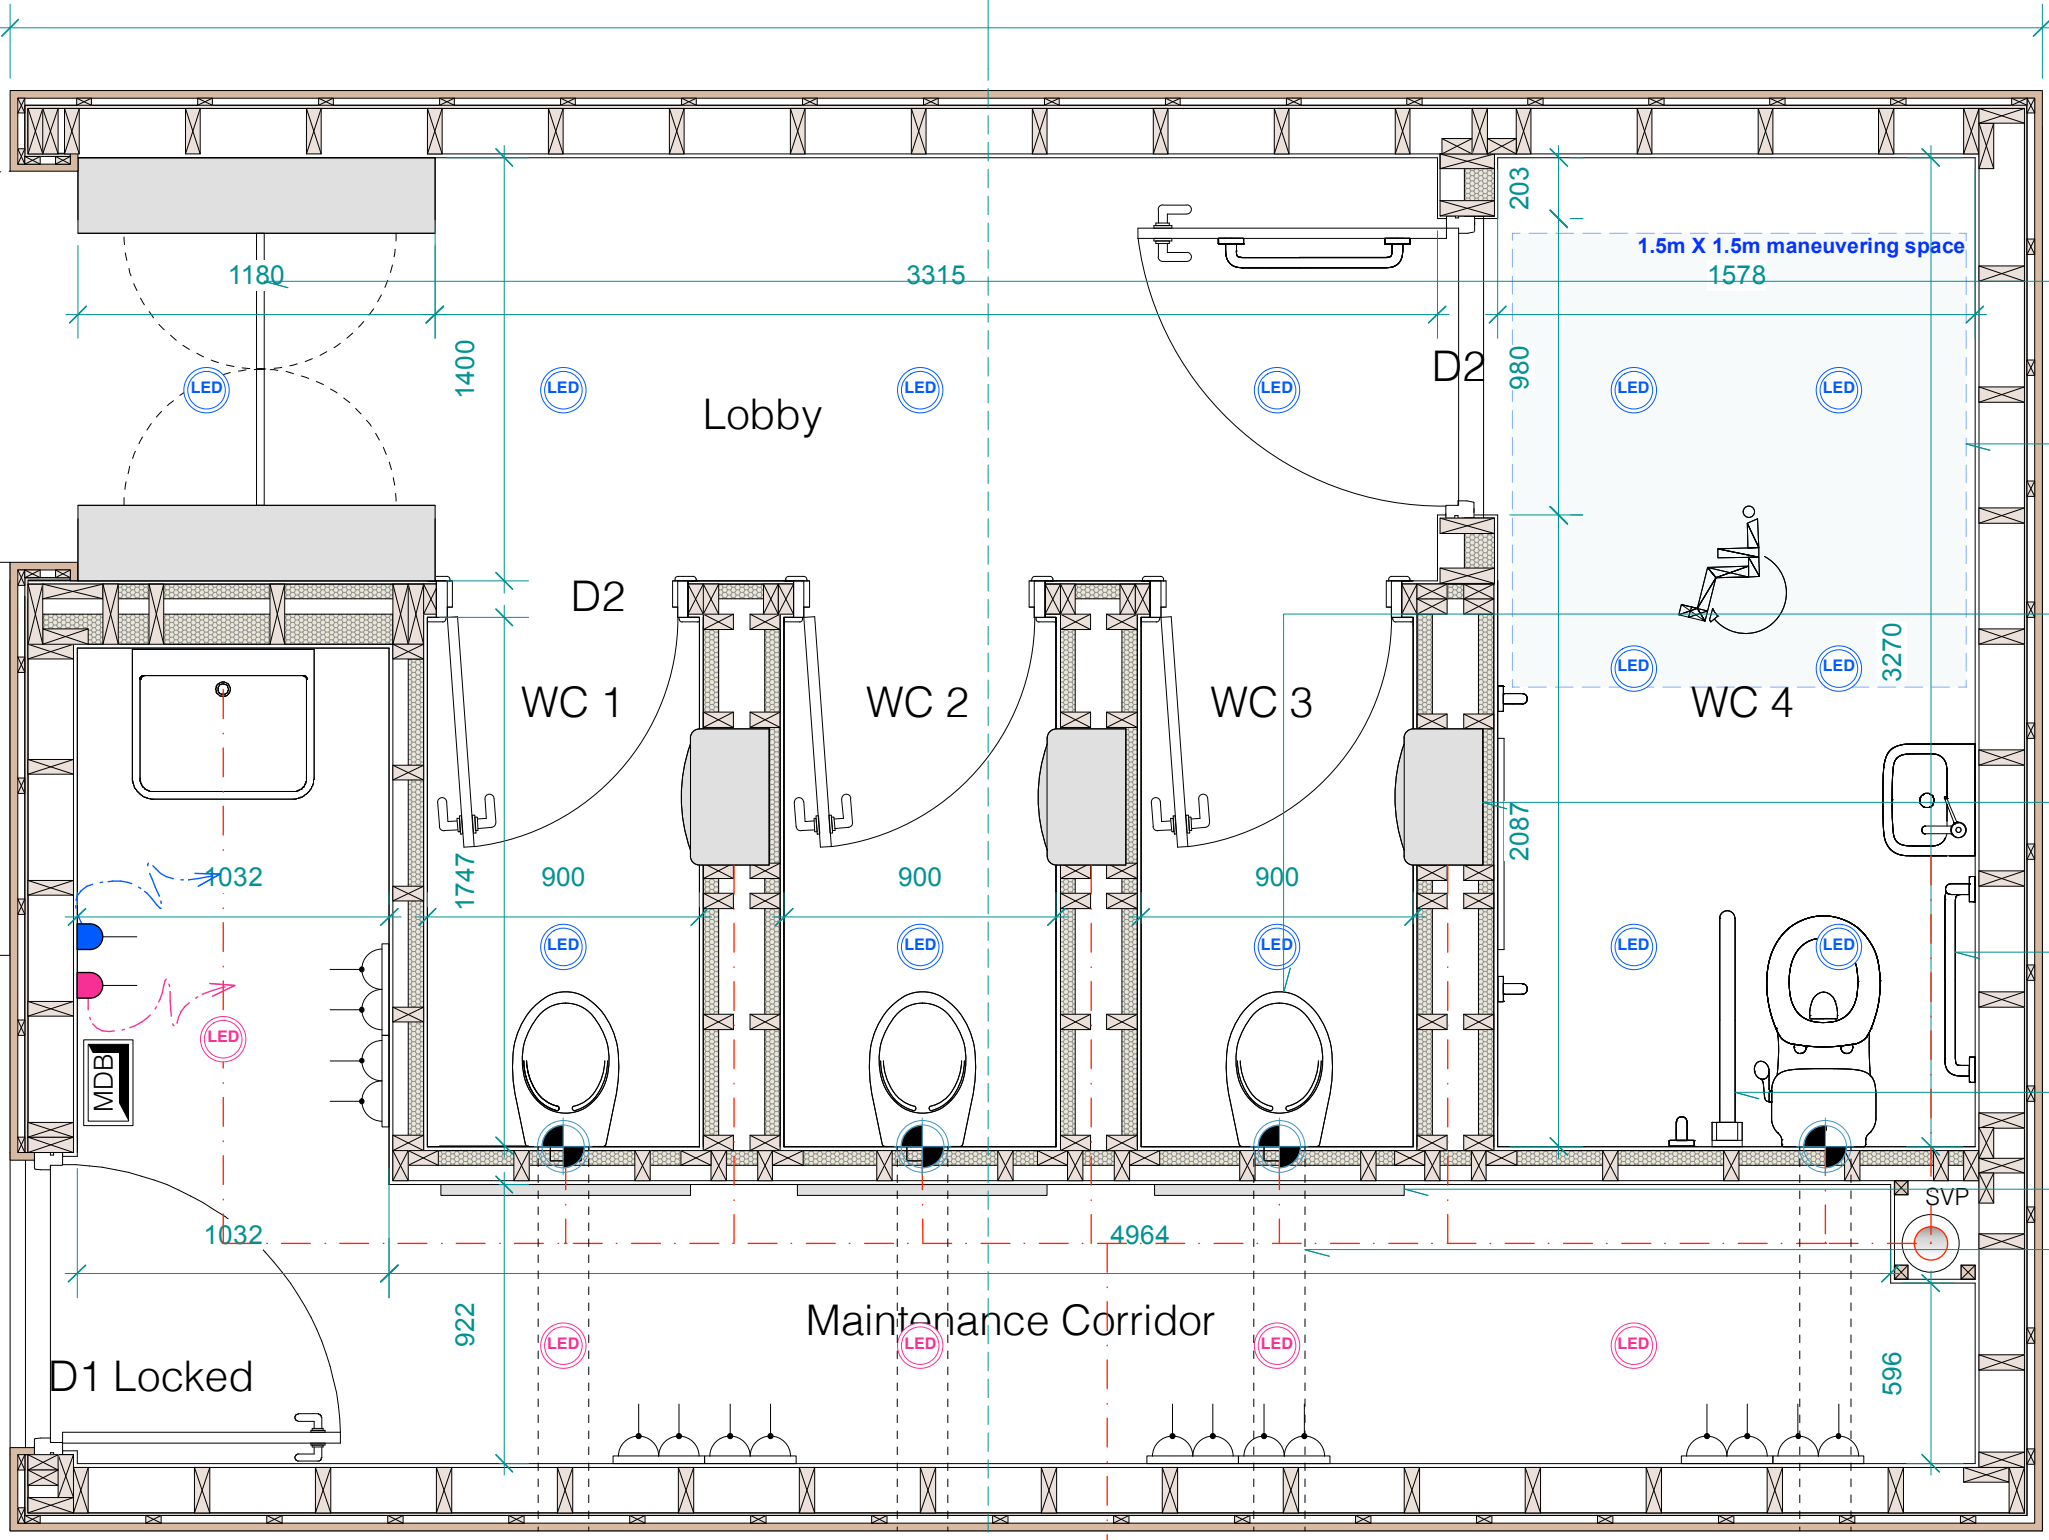 203
1.5m X 1.5m maneuvering space
1180
3315
1578
1400
D2
980
LED
LED
LED
LED
LED
LED
Lobby
D2
3270
LED
LED
WC 1
WC 2
WC 3
WC 4
2087
1747
1032
900
900
900
LED
LED
LED
LED
LED
LED
MDB
SVP
1032
4964
922
Maintenance Corridor
LED
LED
LED
LED
596
D1 Locked